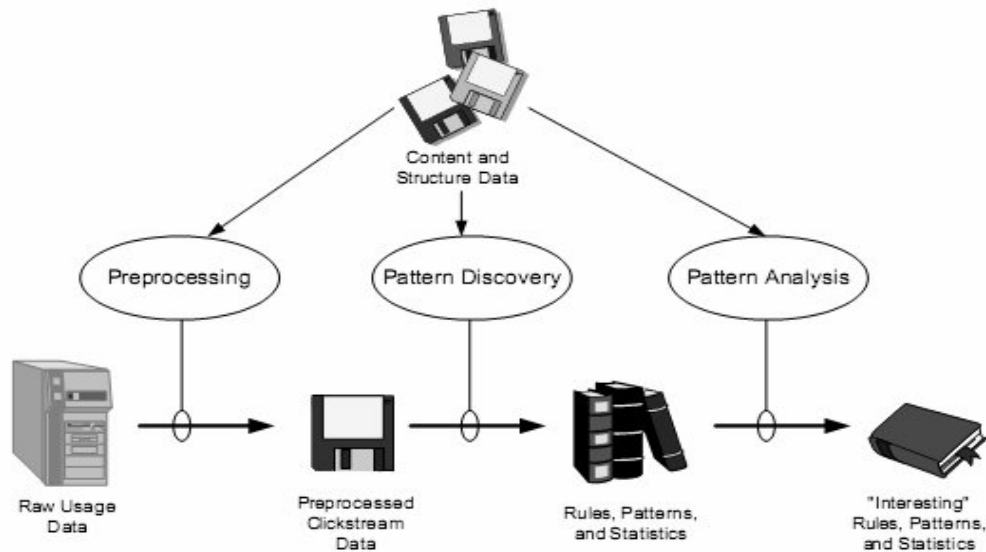 Content and
Structure Data
Preprocessing
Pattern Discovery
Pattern Analysis
Raw Usage
Data
Preprocessed
Clickstream
Data
Rules, Patterns,
and Statistics
"Interesting"
Rules, Patterns,
and Statistics